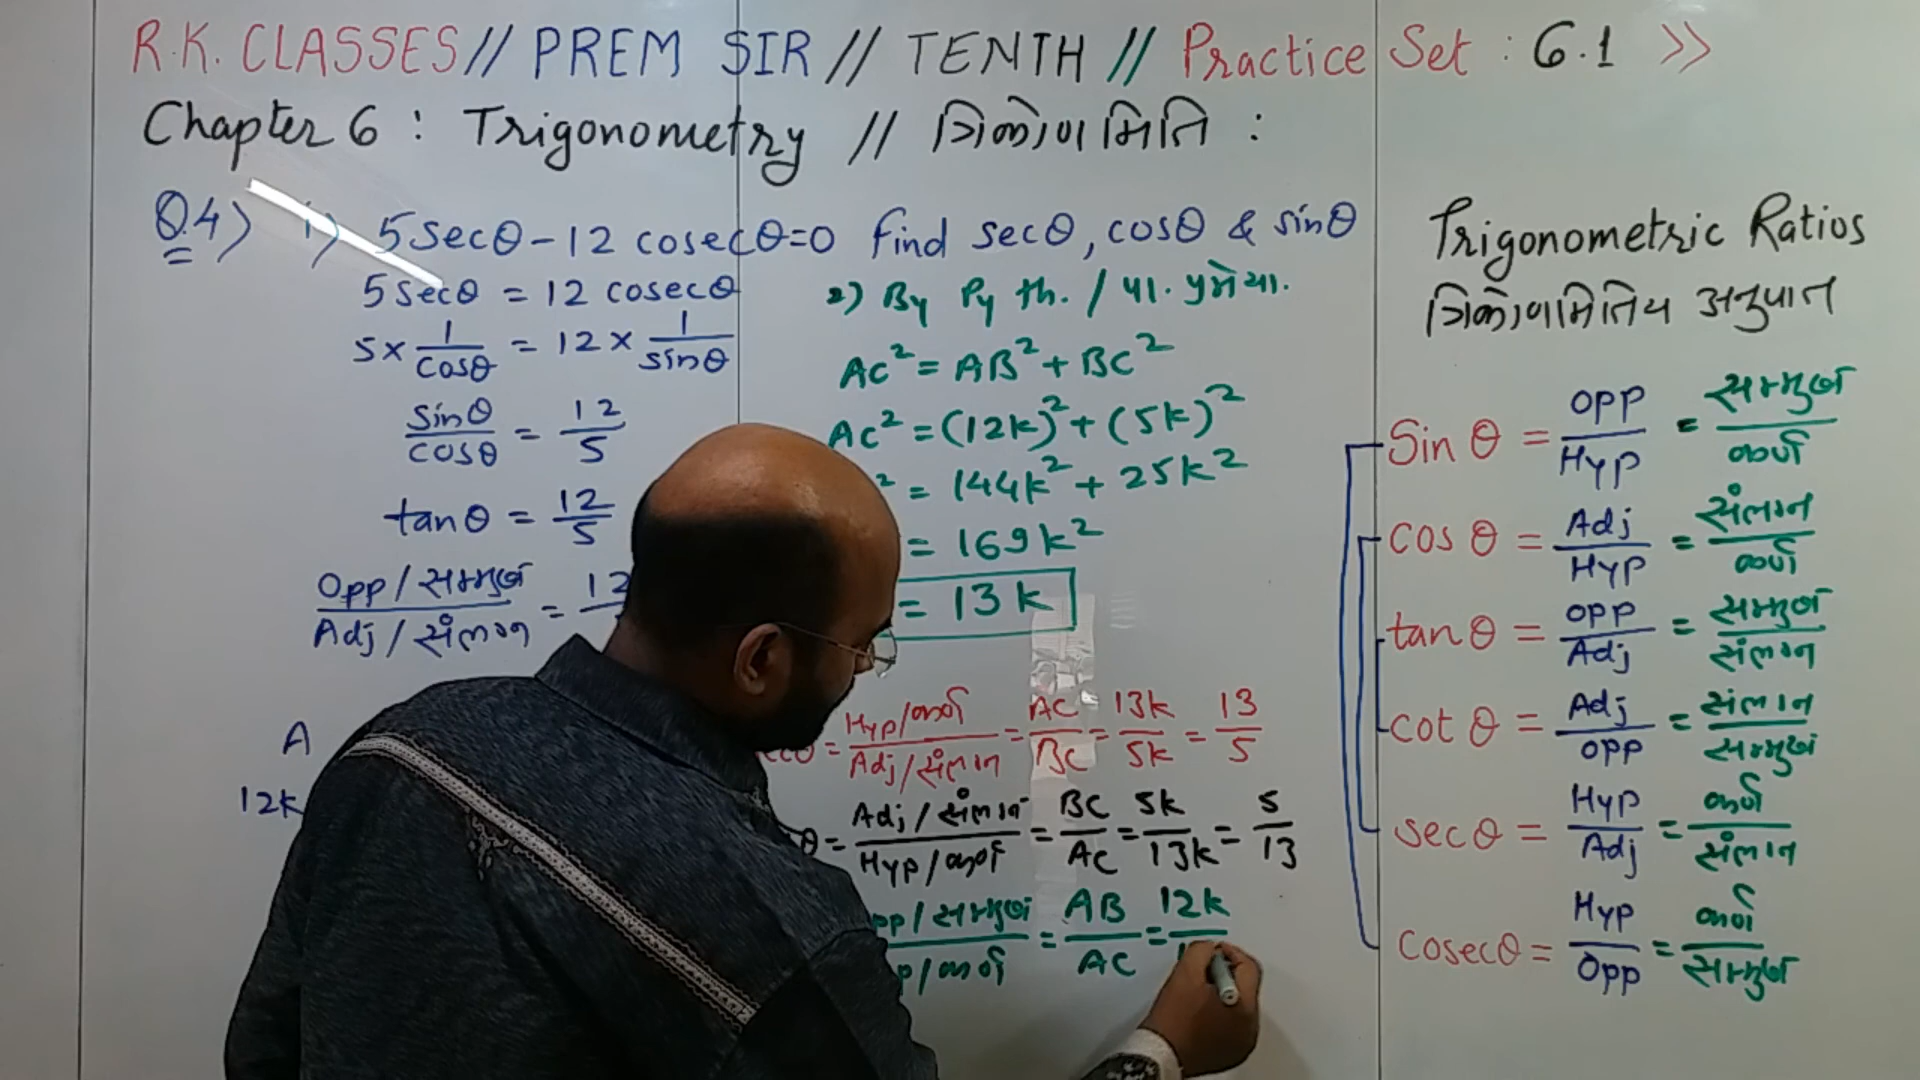 R.K. CLASSES // PREM SIR // TENTH // Practice Set : 6.1 >>
Chapter 6 : Trigonometry // त्रिकोणमिति :
Q.4) i) 5secθ - 12 cosecθ=0 find secθ, cosθ & sinθ
5secθ = 12 cosecθ
5 × 1/cosθ = 12 × 1/sinθ
sinθ/cosθ = 12/5
tanθ = 12/5
Opp/सम्मुख / Adj/संलग्न = 12
A
12k
2) By Py th. / पा. प्रमेय.
AC² = AB² + BC²
AC² = (12k)² + (5k)²
² = 144k² + 25k²
= 169k²
= 13k
θ = Hyp/कर्ण / Adj/संलग्न = AC/BC = 13k/5k = 13/5
θ = Adj/संलग्न / Hyp/कर्ण = BC/AC = 5k/13k = 5/13
pp/सम्मुख / p/कर्ण = AB/AC = 12k/1
Trigonometric Ratios
त्रिकोणमितिय अनुपात
Sin θ = OPP/Hyp = सम्मुख/कर्ण
cos θ = Adj/Hyp = संलग्न/कर्ण
tan θ = OPP/Adj = सम्मुख/संलग्न
cot θ = Adj/OPP = संलग्न/सम्मुख
sec θ = Hyp/Adj = कर्ण/संलग्न
Cosec θ = Hyp/OPP = कर्ण/सम्मुख